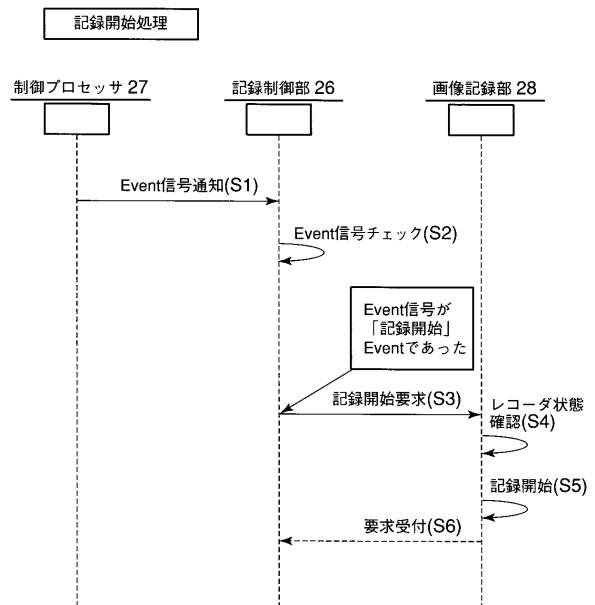 記録開始処理
制御プロセッサ 27
記録制御部 26
画像記録部 28
Event信号通知(S1)
Event信号チェック(S2)
Event信号が
「記録開始」
Eventであった
記録開始要求(S3)
レコーダ状態
確認(S4)
記録開始(S5)
要求受付(S6)